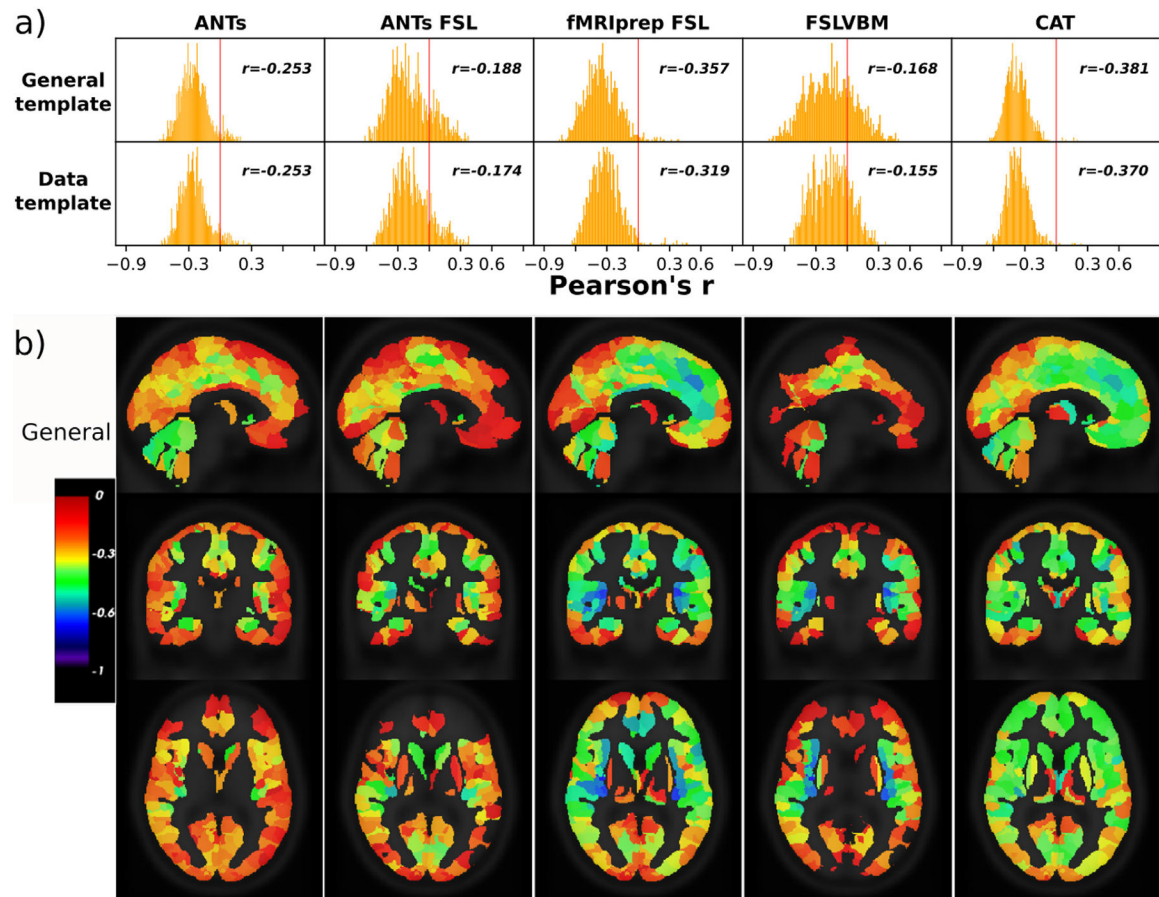 a)
ANTs
ANTs FSL
fMRIprep FSL
FSLVBM
CAT
General
template
r=-0.253
r=-0.188
r=-0.357
r=-0.168
r=-0.381
Data
template
r=-0.253
r=-0.174
r=-0.319
r=-0.155
r=-0.370
−0.9 −0.3 0.3
−0.9 −0.3 0.3 0.6
−0.9 −0.3 0.3 0.6
−0.9 −0.3 0.3 0.6
−0.9 −0.3 0.3 0.6
Pearson's r
b)
General
0
-0.3
-0.6
-1